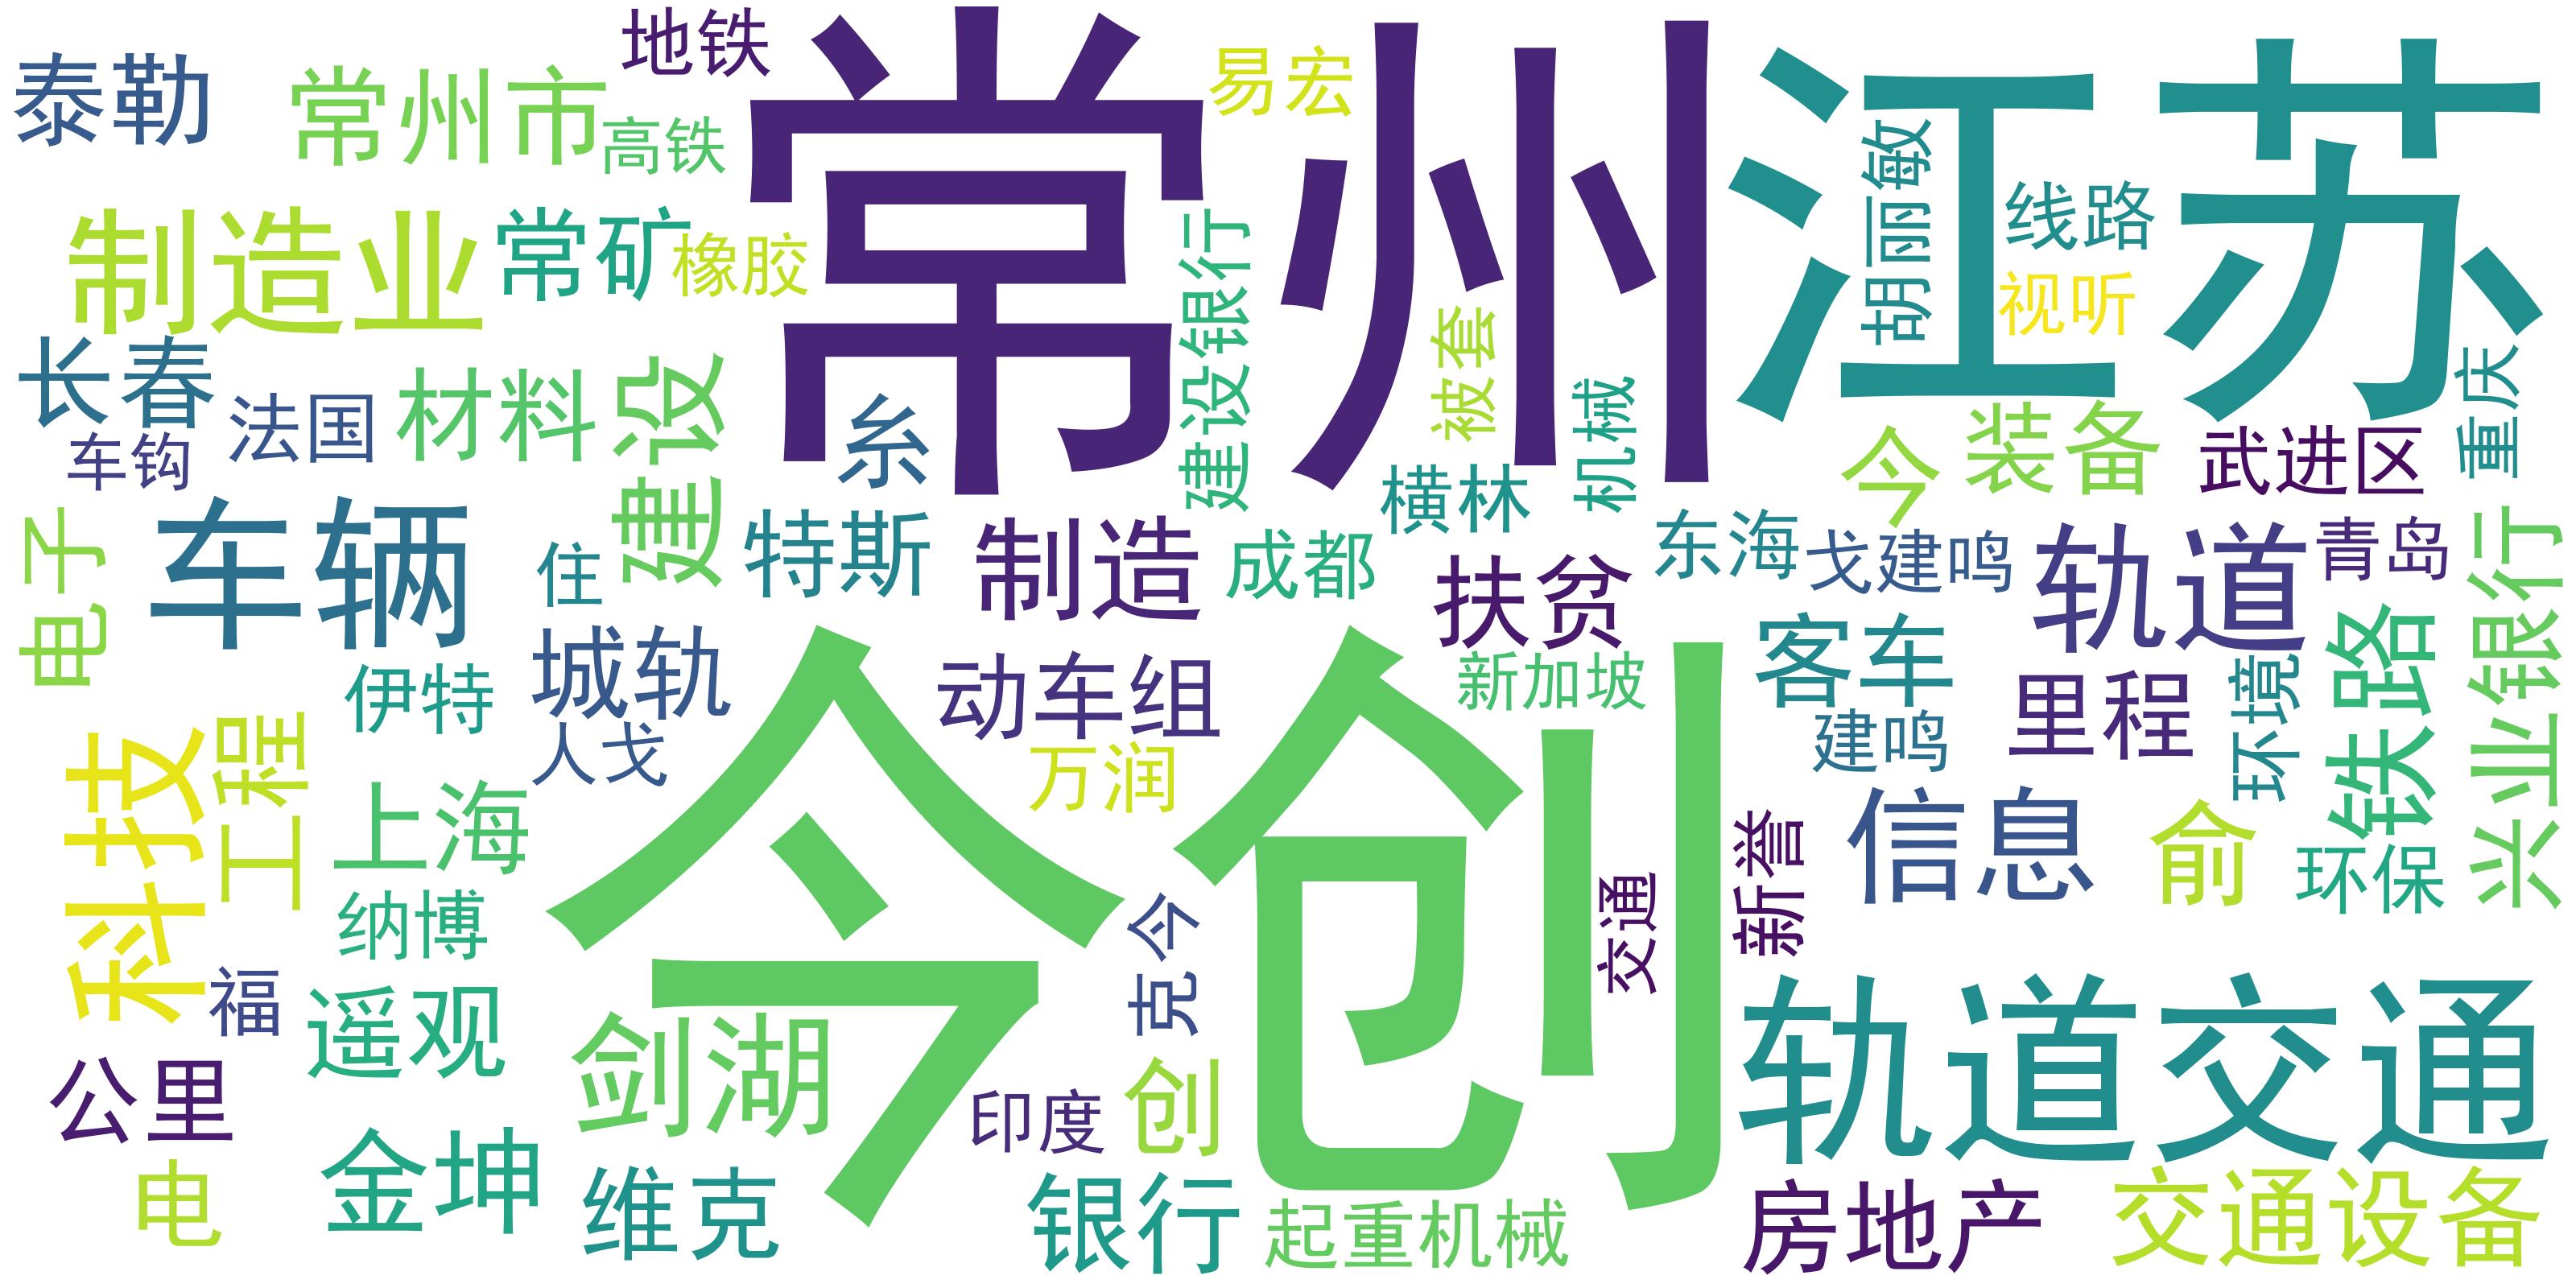 地铁
常州
江苏
泰勒
常州市
易宏
高铁
胡丽敏
线路
制造业
常矿
橡胶
建设银行
视听
长春
法国
材料
建设
糸
被套
机械
重庆
车钩
今
装备
武进区
横林
电子
车辆
住
特斯
制造
成都
扶贫
东海
戈建鸣
轨道
青岛
兴业银行
城轨
伊特
动车组
新加坡
客车
里程
环境
铁路
人戈
建鸣
科技
工程
今创
万润
上海
信息
新誉
俞
环保
纳博
克今
交通
福
遥观
剑湖
轨道交通
公里
印度
创
金坤
电
维克
银行
起重机械
房地产
交通设备